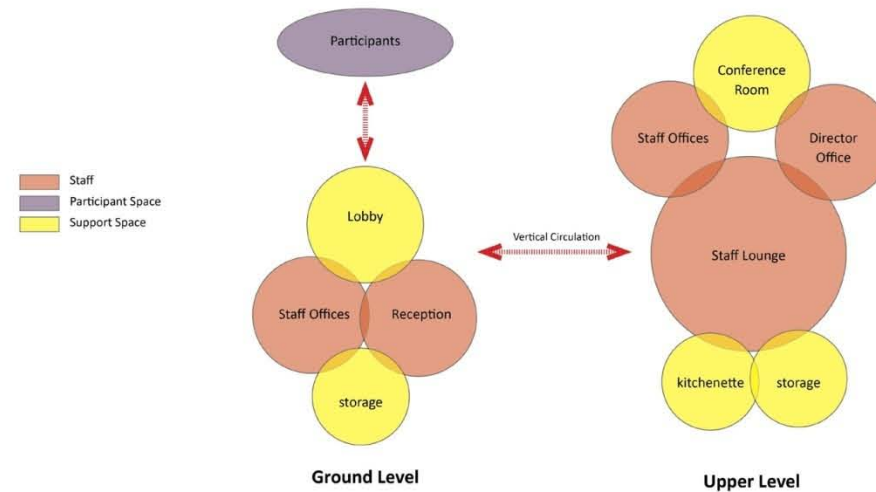 Participants
Conference
Room
Staff Offices
Director
Office
Staff
Participant Space
Support Space
Lobby
Vertical Circulation
Staff Lounge
Staff Offices
Reception
kitchenette
storage
storage
Ground Level
Upper Level